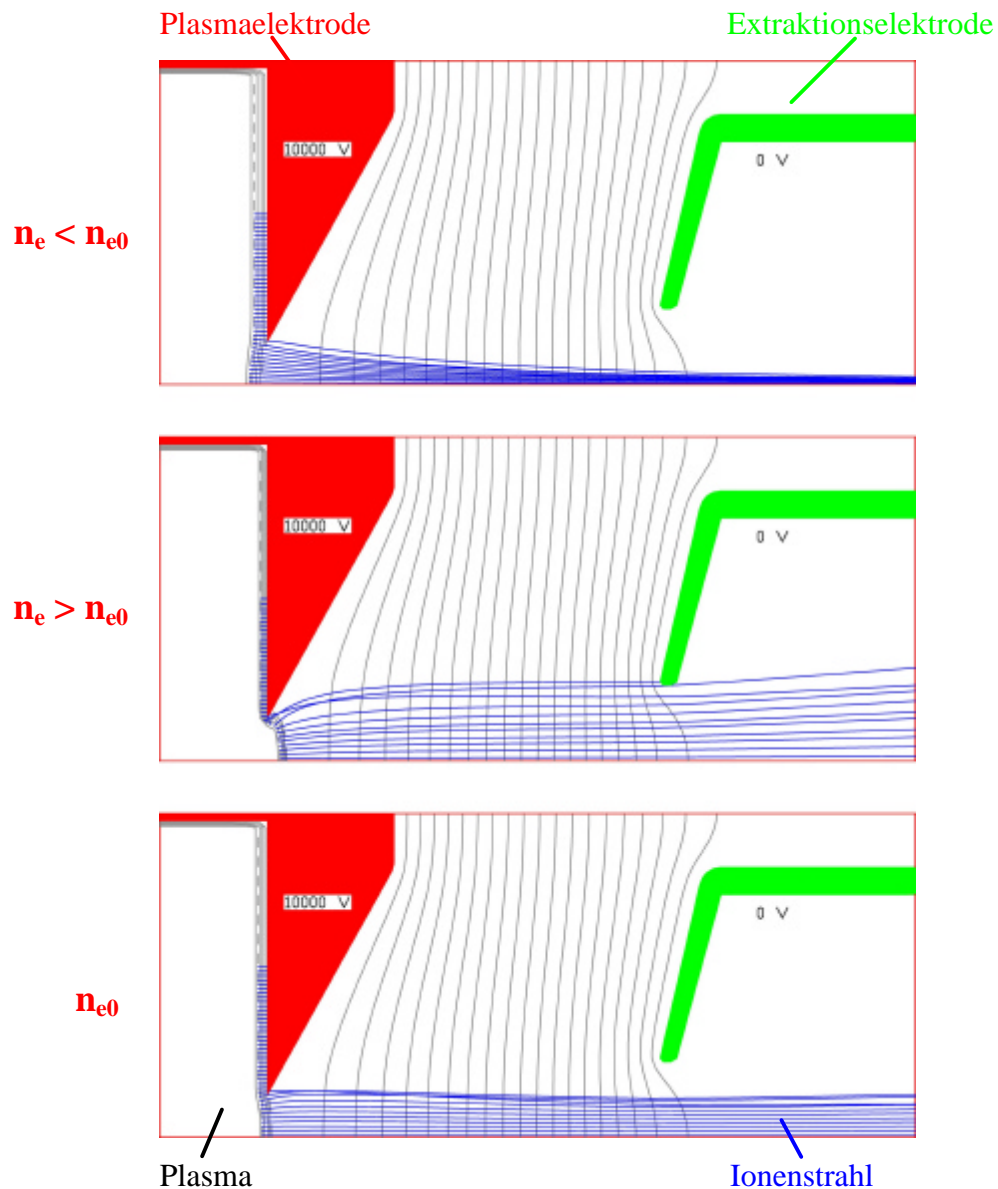 Plasmaelektrode
Extraktionselektrode
10000 V
0 V
nₑ < nₑ₀
10000 V
0 V
nₑ > nₑ₀
10000 V
0 V
nₑ₀
Plasma
Ionenstrahl